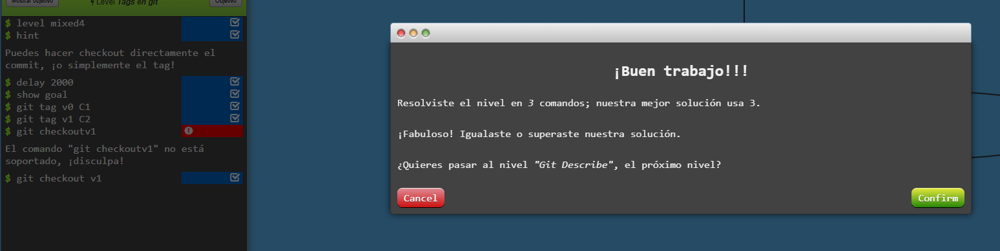 Mostrar objetivo
Level Tags en git
Objetivo
$ level mixed4
$ hint
Puedes hacer checkout directamente el
commit, ¡o simplemente el tag!
$ delay 2000
$ show goal
$ git tag v0 C1
$ git tag v1 C2
$ git checkoutv1
El comando "git checkoutv1" no está
soportado, ¡disculpa!
$ git checkout v1
¡Buen trabajo!!!
Resolviste el nivel en 3 comandos; nuestra mejor solución usa 3.
¡Fabuloso! Igualaste o superaste nuestra solución.
¿Quieres pasar al nivel "Git Describe", el próximo nivel?
Cancel
Confirm